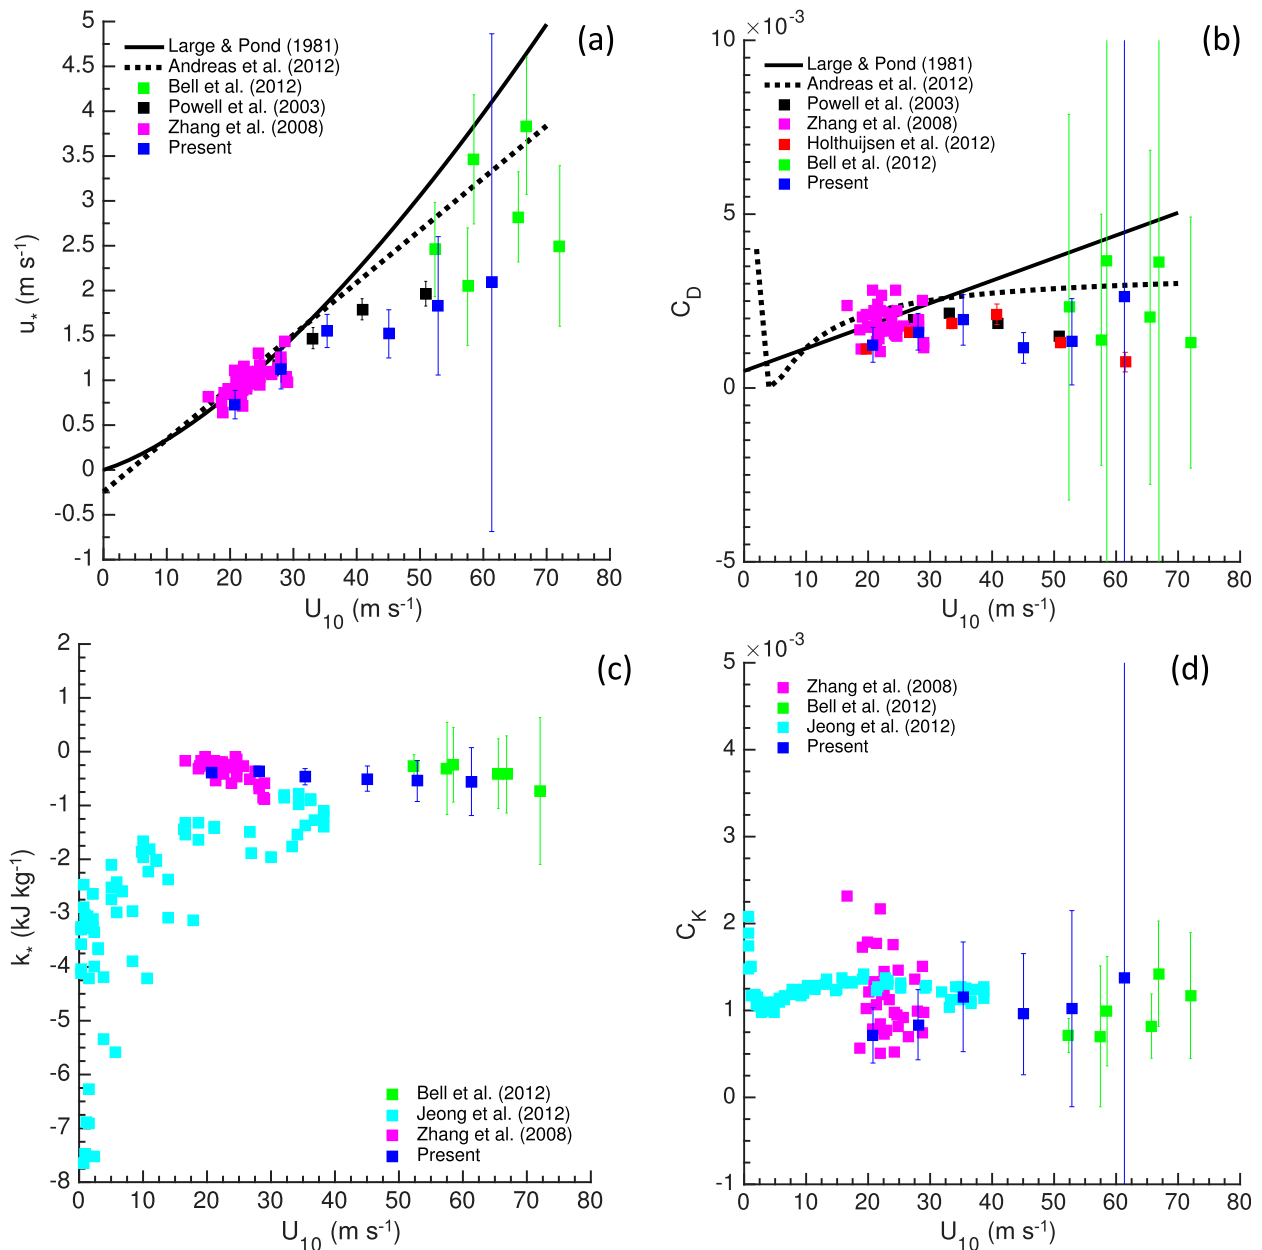 (a)
5
4.5
4
3.5
3
2.5
2
1.5
1
0.5
0
-0.5
-1
u* (m s-1)
Large & Pond (1981)
Andreas et al. (2012)
Bell et al. (2012)
Powell et al. (2003)
Zhang et al. (2008)
Present
0 10 20 30 40 50 60 70 80
U10 (m s-1)
(b)
×10-3
10
5
0
-5
CD
Large & Pond (1981)
Andreas et al. (2012)
Powell et al. (2003)
Zhang et al. (2008)
Holthuijsen et al. (2012)
Bell et al. (2012)
Present
0 10 20 30 40 50 60 70 80
U10 (m s-1)
(c)
2
1
0
-1
-2
-3
-4
-5
-6
-7
-8
k* (kJ kg-1)
Bell et al. (2012)
Jeong et al. (2012)
Zhang et al. (2008)
Present
0 10 20 30 40 50 60 70 80
U10 (m s-1)
(d)
×10-3
5
4
3
2
1
0
-1
CK
Zhang et al. (2008)
Bell et al. (2012)
Jeong et al. (2012)
Present
0 10 20 30 40 50 60 70 80
U10 (m s-1)